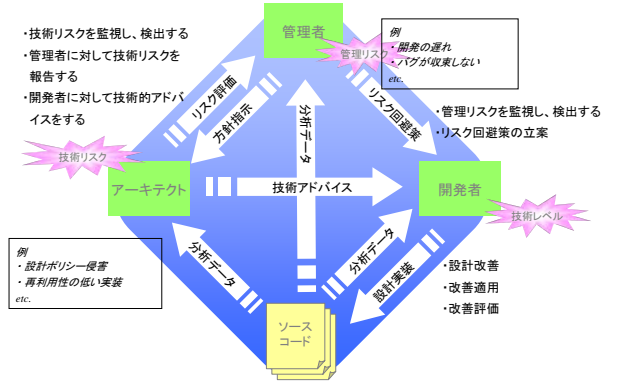 ・技術リスクを監視し、検出する
・管理者に対して技術リスクを
報告する
・開発者に対して技術的アドバ
イスをする
管理者
管理リスク
例
・開発の遅れ
・バグが収束しない
etc.
・管理リスクを監視し、検出する
・リスク回避策の立案
リスク評価
方針指示
分析データ
リスク回避策
技術リスク
アーキテクト
技術アドバイス
開発者
技術レベル
例
・設計ポリシー侵害
・再利用性の低い実装
etc.
分析データ
分析データ
設計実装
・設計改善
・改善適用
・改善評価
ソース
コード